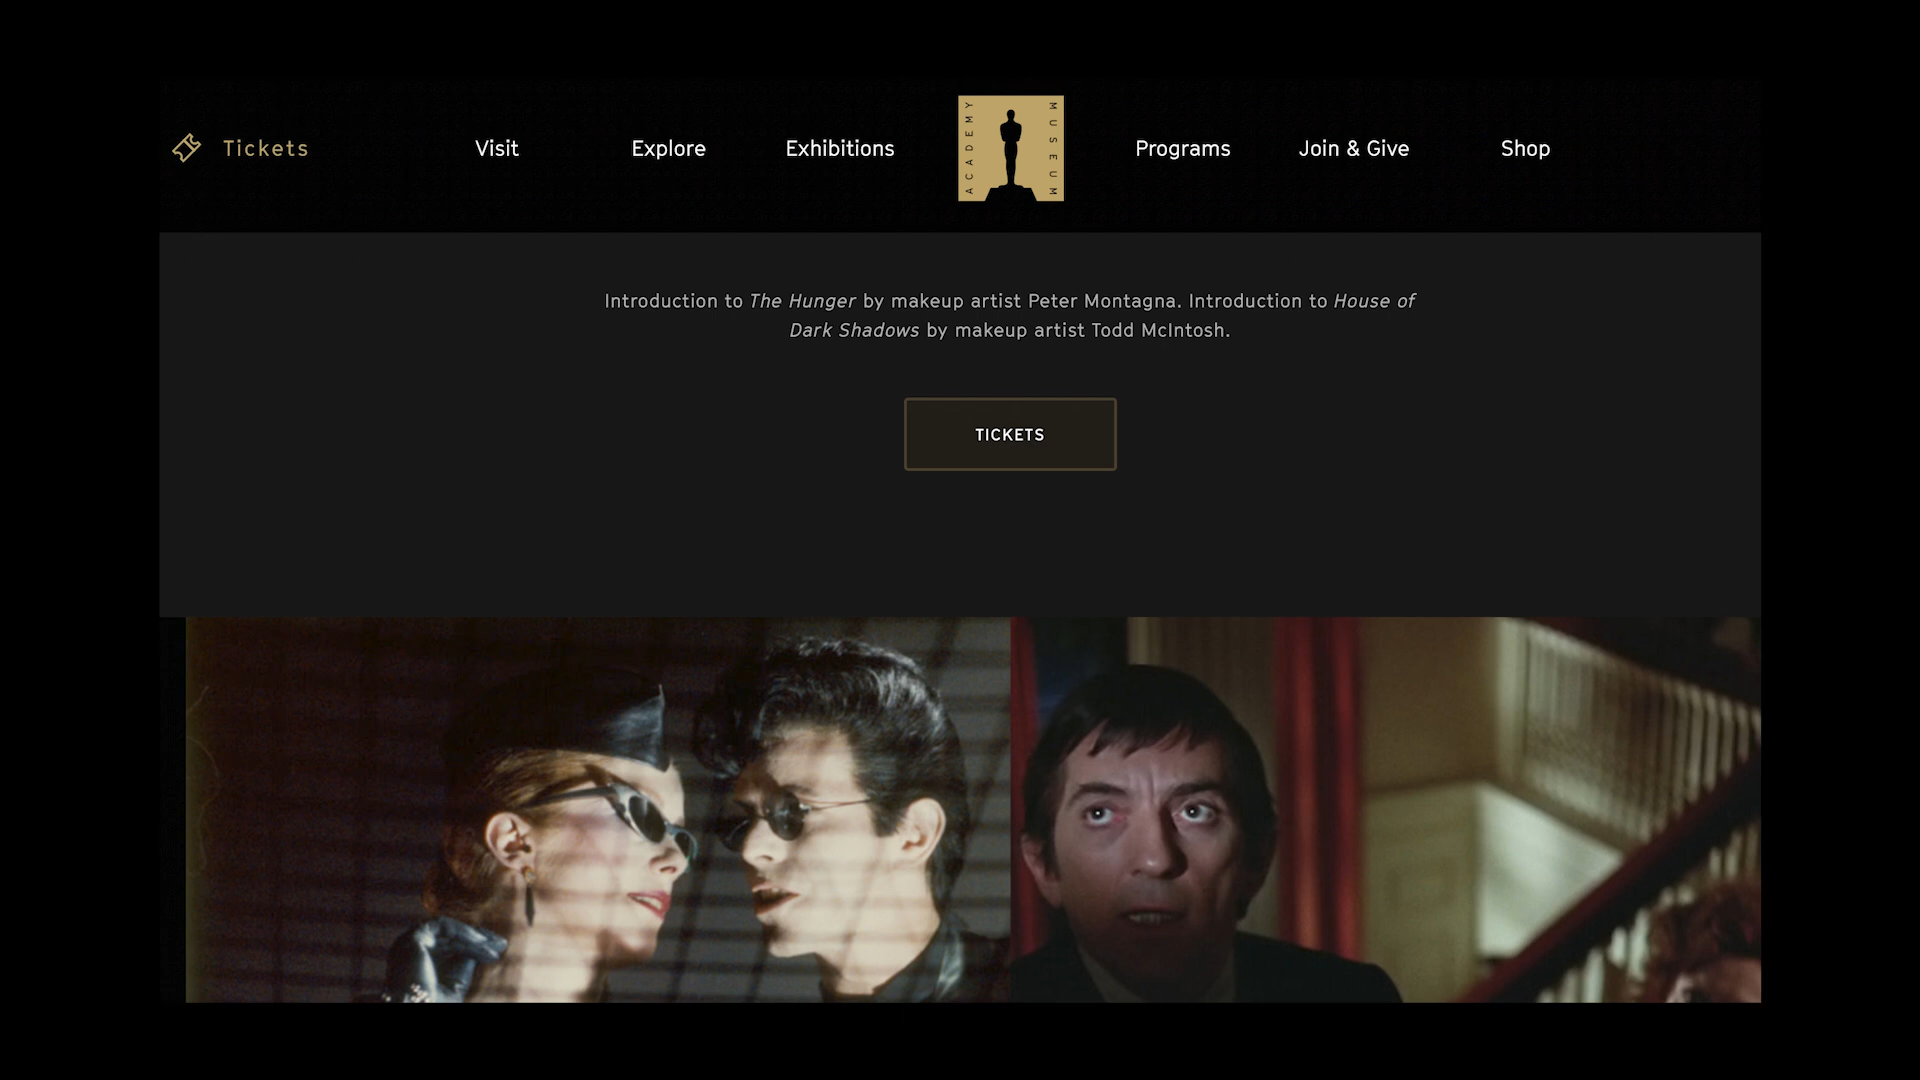 Tickets
Visit
Explore
Exhibitions
ACADEMY
MUSEUM
Programs
Join & Give
Shop
Introduction to The Hunger by makeup artist Peter Montagna. Introduction to House of
Dark Shadows by makeup artist Todd McIntosh.
TICKETS